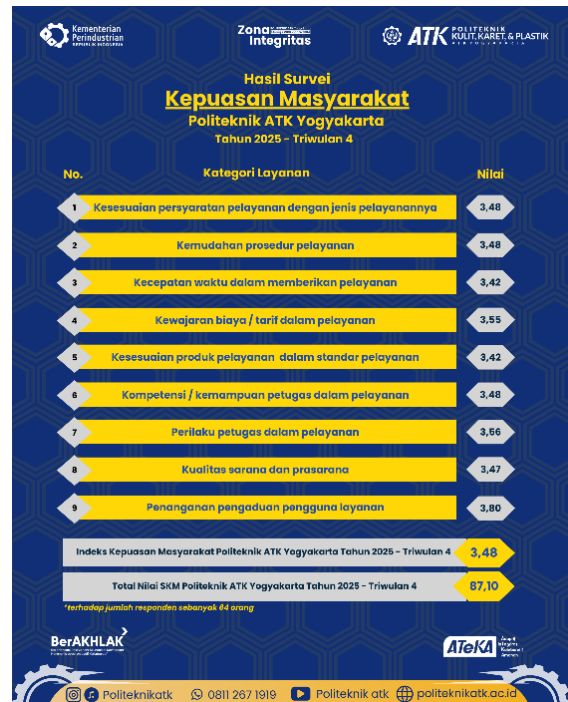 Kementerian
Perindustrian
REPUBLIK INDONESIA
Zona
Integritas
ATK POLITEKNIK
KULIT, KARET, & PLASTIK
YOGYAKARTA
Hasil Survei
Kepuasan Masyarakat
Politeknik ATK Yogyakarta
Tahun 2025 - Triwulan 4
No. Kategori Layanan Nilai
1 Kesesuaian persyaratan pelayanan dengan jenis pelayanannya 3,48
2 Kemudahan prosedur pelayanan 3,48
3 Kecepatan waktu dalam memberikan pelayanan 3,42
4 Kewajaran biaya / tarif dalam pelayanan 3,55
5 Kesesuaian produk pelayanan dalam standar pelayanan 3,42
6 Kompetensi / kemampuan petugas dalam pelayanan 3,48
7 Perilaku petugas dalam pelayanan 3,56
8 Kualitas sarana dan prasarana 3,47
9 Penanganan pengaduan pengguna layanan 3,80
Indeks Kepuasan Masyarakat Politeknik ATK Yogyakarta Tahun 2025 - Triwulan 4 3,48
Total Nilai SKM Politeknik ATK Yogyakarta Tahun 2025 - Triwulan 4 87,10
*terhadap jumlah responden sebanyak 64 orang
BerAKHLAK
ATeKA
Politeknikatk 0811 267 1919 Politeknik atk politeknikatk.ac.id